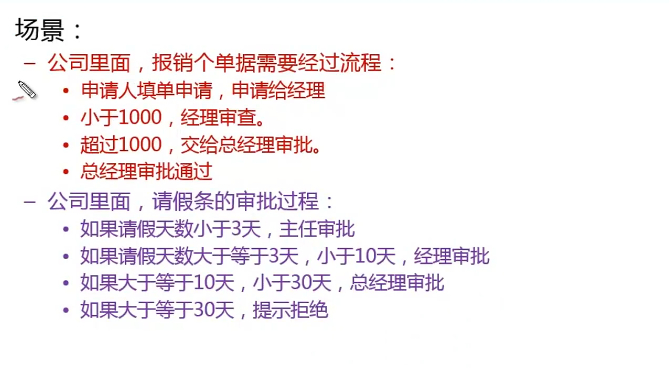 场景：
– 公司里面，报销个单据需要经过流程：
• 申请人填单申请，申请给经理
• 小于1000，经理审查。
• 超过1000，交给总经理审批。
• 总经理审批通过
– 公司里面，请假条的审批过程：
• 如果请假天数小于3天，主任审批
• 如果请假天数大于等于3天，小于10天，经理审批
• 如果大于等于10天，小于30天，总经理审批
• 如果大于等于30天，提示拒绝